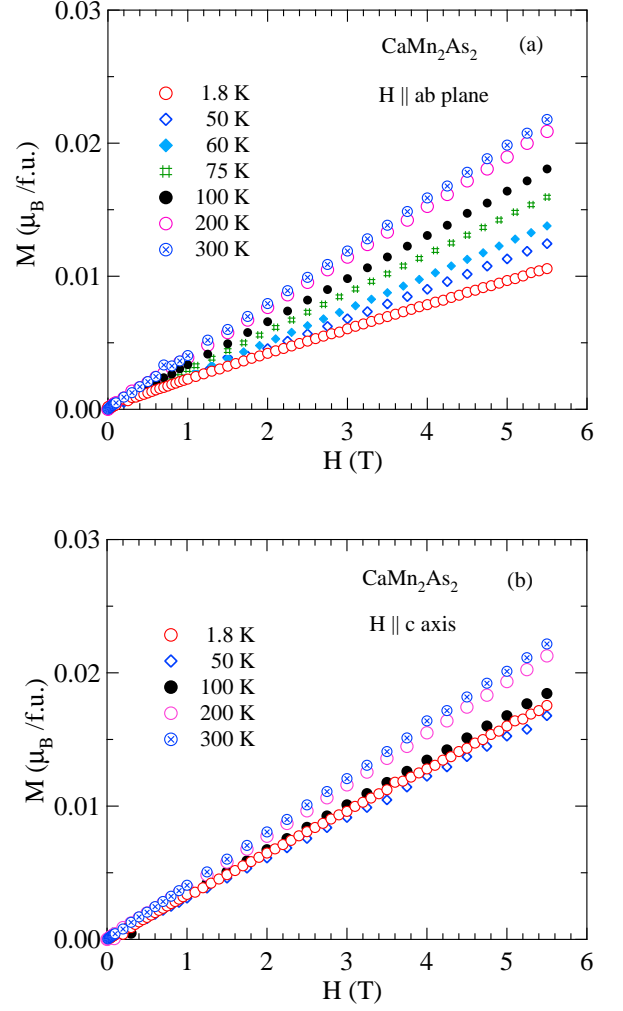 0.03
CaMn₂As₂ (a)
H || ab plane
1.8 K
50 K
60 K
75 K
100 K
200 K
300 K
0.02
0.01
0.00
M (μ_B /f.u.)
0 1 2 3 4 5 6
H (T)
0.03
CaMn₂As₂ (b)
H || c axis
1.8 K
50 K
100 K
200 K
300 K
0.02
0.01
0.00
M (μ_B /f.u.)
0 1 2 3 4 5 6
H (T)